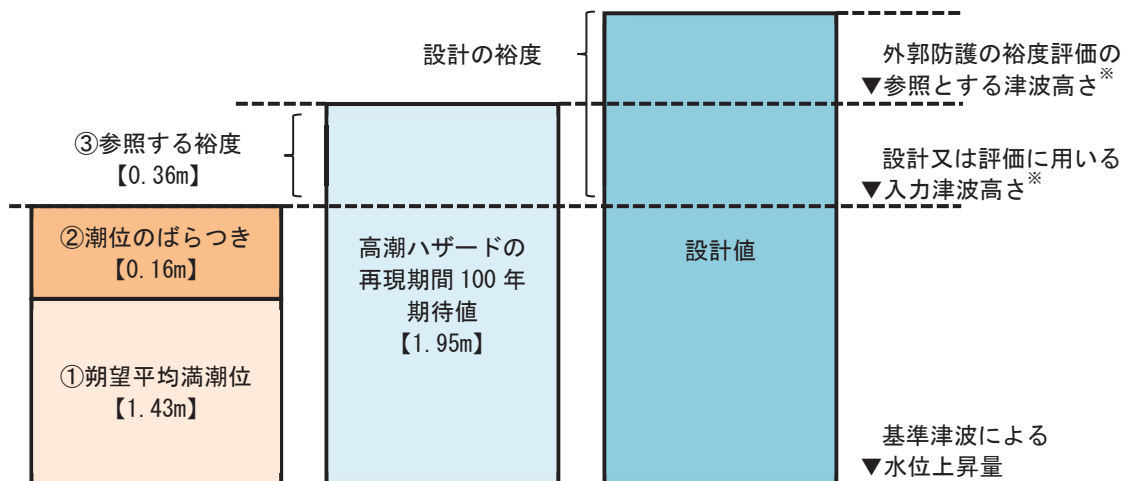 設計の裕度
外郭防護の裕度評価の
▼参照とする津波高さ※
③参照する裕度
【0.36m】
設計又は評価に用いる
▼入力津波高さ※
②潮位のばらつき
【0.16m】
高潮ハザードの
再現期間 100 年
期待値
【1.95m】
設計値
①朔望平均満潮位
【1.43m】
基準津波による
▼水位上昇量